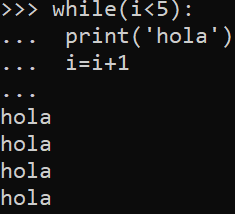 >>> while(i<5):
...  print('hola')
...  i=i+1
...
hola
hola
hola
hola